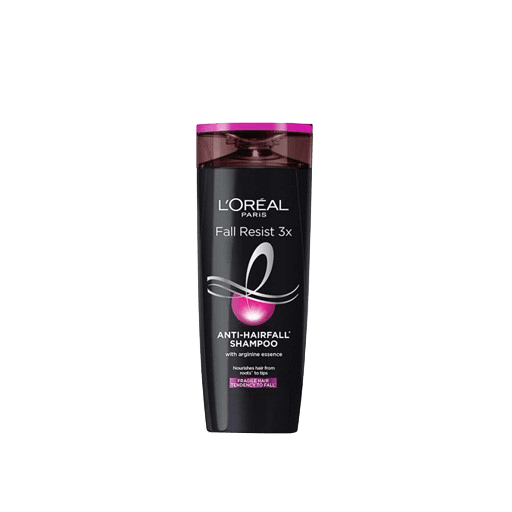 L'ORÉAL
PARIS
Fall Resist 3x
ANTI-HAIRFALL*
SHAMPOO
with arginine essence
Nourishes hair from
roots* to tips
FRAGILE HAIR
TENDENCY TO FALL